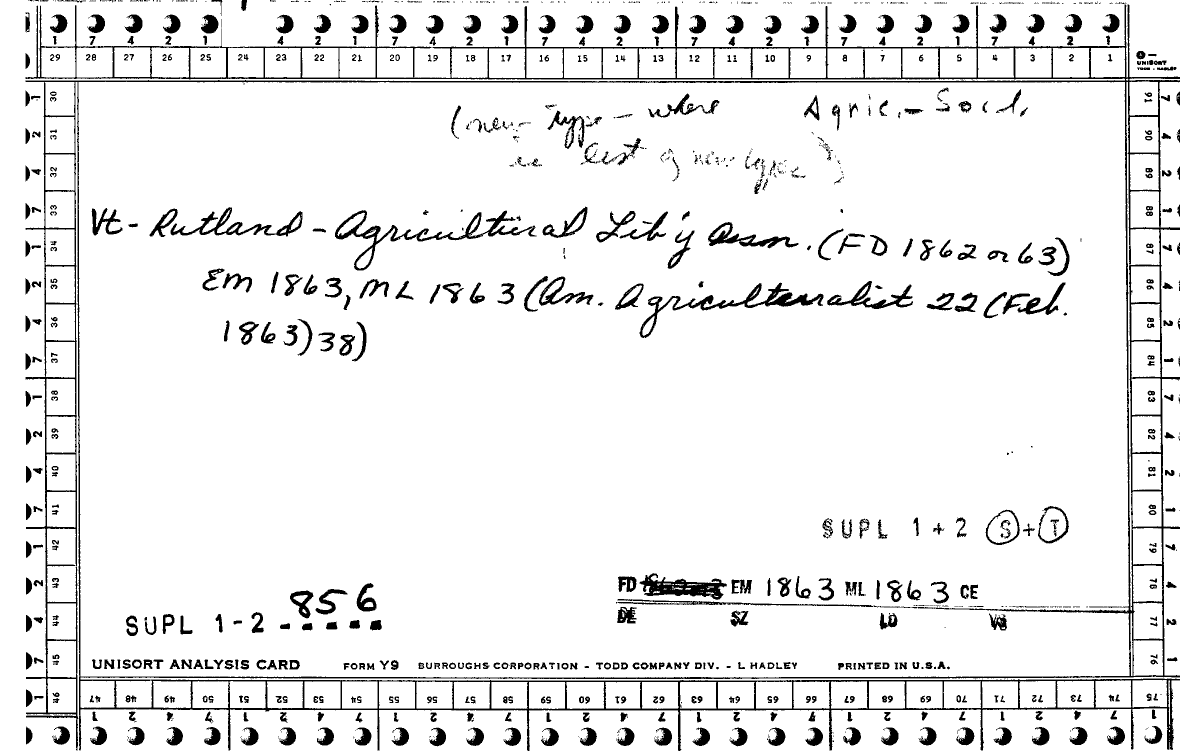 7 4 2 1 7 4 2 1 4 2 1 7 4 2 1 7 4 2 1 7 4 2 1 7 4 2 1 7 4 2 1
29 28 27 26 25 24 23 22 21 20 19 18 17 16 15 14 13 12 11 10 9 8 7 6 5 4 3 2 1
UNISORT
TODD - HADLEY
(new type - where Agric. - Socl.
is list of new types?)
Vt - Rutland - Agricultural Lib'y Assn. (FD 1862 or 63)
EM 1863, ML 1863 (Am. Agriculturalist 22 (Feb.
1863) 38)
SUPL 1 + 2 (S) + (T)
FD EM 1863 ML 1863 CE
DE SZ LD
SUPL 1-2 856
UNISORT ANALYSIS CARD FORM Y9 BURROUGHS CORPORATION - TODD COMPANY DIV. - L HADLEY PRINTED IN U.S.A.
30 31 32 33 34 35 36 37 38 39 40 41 42 43 44 45 46
91 90 89 88 87 86 85 84 83 82 81 80 79 78 77 76 75
47 48 49 50 51 52 53 54 55 56 57 58 59 60 61 62 63 64 65 66 67 68 69 70 71 72 73 74